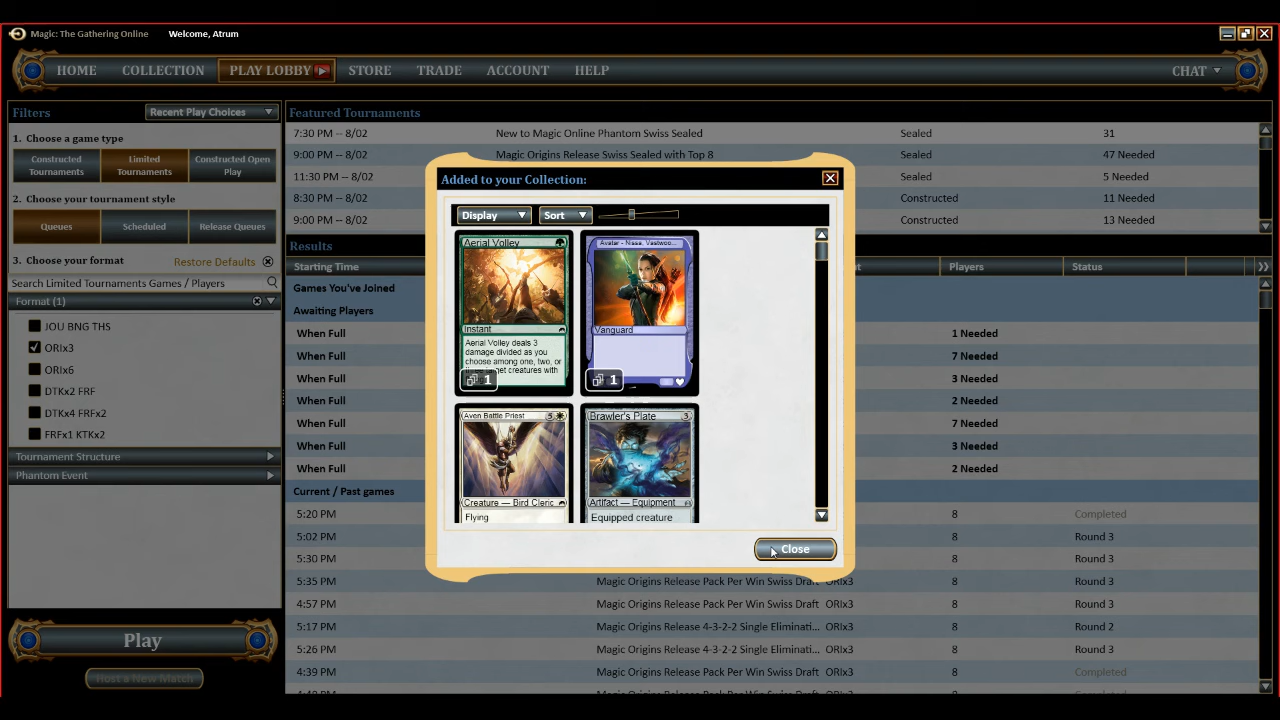 Magic: The Gathering Online Welcome, Atrum
HOME COLLECTION PLAY LOBBY STORE TRADE ACCOUNT HELP CHAT
Filters Recent Play Choices
1. Choose a game type
Constructed Tournaments Limited Tournaments Constructed Open Play
2. Choose your tournament style
Queues Scheduled Release Queues
3. Choose your format Restore Defaults
Search Limited Tournaments Games / Players
Format (1)
JOU BNG THS
ORIx3
ORIx6
DTKx2 FRF
DTKx4 FRFx2
FRFx1 KTKx2
Tournament Structure
Phantom Event
Play
Host a New Match
Featured Tournaments
7:30 PM -- 8/02 New to Magic Online Phantom Swiss Sealed Sealed 31
9:00 PM -- 8/02 Magic Origins Release Swiss Sealed with Top 8 Sealed 47 Needed
11:30 PM -- 8/02 Sealed 5 Needed
8:30 PM -- 8/02 Constructed 11 Needed
9:00 PM -- 8/02 Constructed 13 Needed
Results
Starting Time Players Status
Games You've Joined
Awaiting Players
When Full 1 Needed
When Full 7 Needed
When Full 3 Needed
When Full 2 Needed
When Full 7 Needed
When Full 3 Needed
When Full 2 Needed
Current / Past games
5:20 PM 8 Completed
5:02 PM 8 Round 3
5:30 PM 8 Round 3
5:35 PM Magic Origins Release Pack Per Win Swiss Draft ORIx3 8 Round 3
4:57 PM Magic Origins Release Pack Per Win Swiss Draft ORIx3 8 Round 3
5:17 PM Magic Origins Release 4-3-2-2 Single Eliminati... ORIx3 8 Round 2
5:26 PM Magic Origins Release 4-3-2-2 Single Eliminati... ORIx3 8 Round 3
4:39 PM Magic Origins Release Pack Per Win Swiss Draft ORIx3 8 Completed
Added to your Collection:
Display Sort
Aerial Volley
Instant
Aerial Volley deals 3
damage divided as you
choose among one, two, or
1
Avatar - Nissa, Vastwoo...
Vanguard
1
Aven Battle Priest 5
Creature — Bird Cleric
Flying
Brawler's Plate 3
Artifact — Equipment
Equipped creature
Close